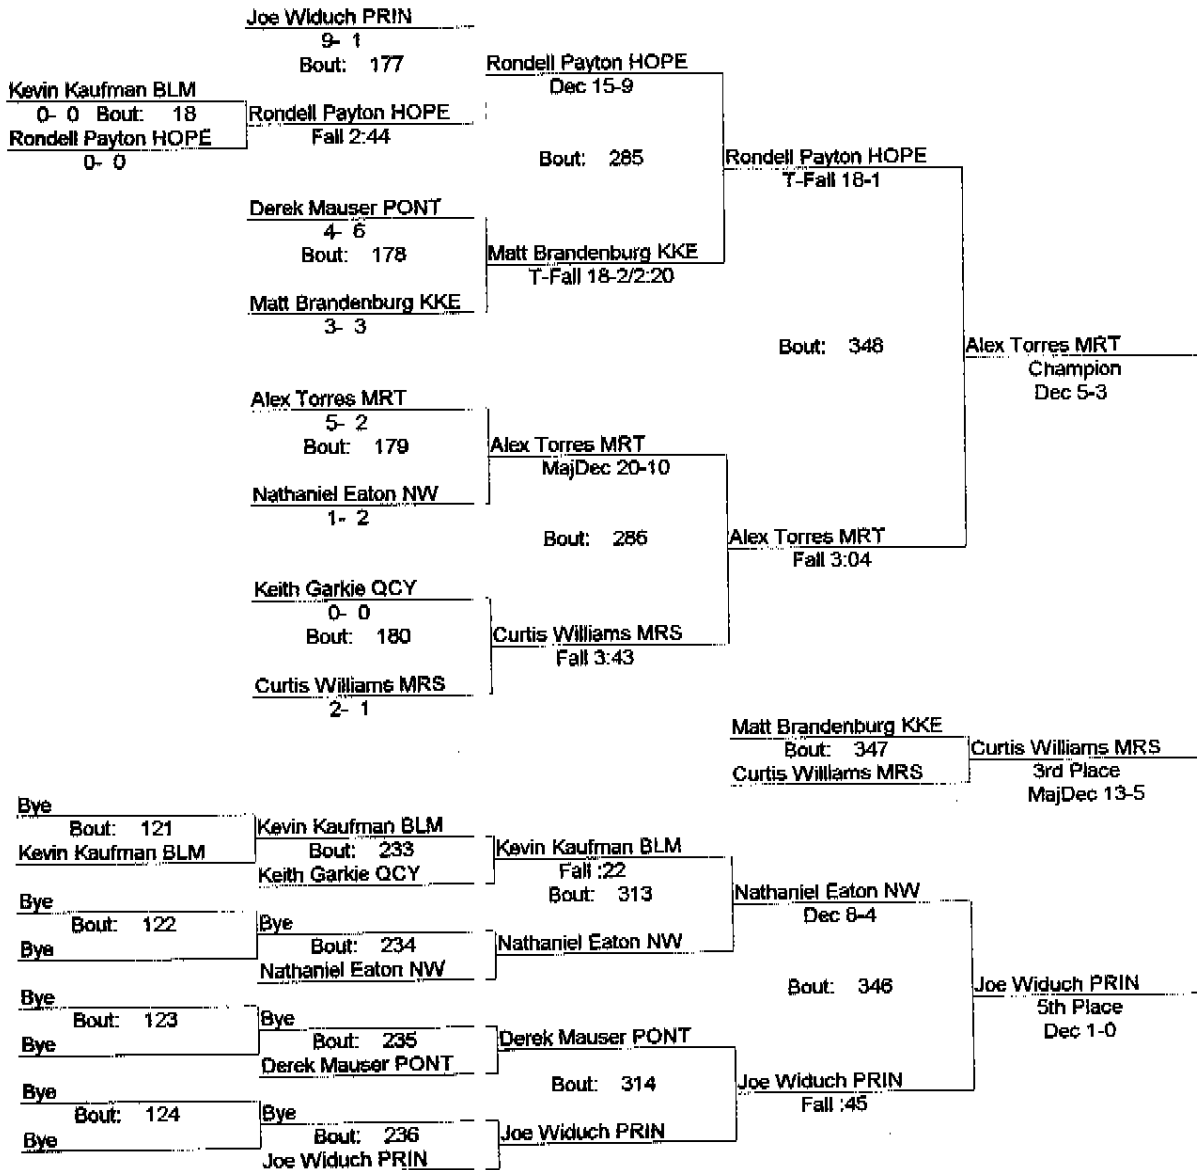 Joe Widuch PRIN
9- 1
Bout: 177
Rondell Payton HOPE
Dec 15-9
Kevin Kaufman BLM
0- 0 Bout: 18
Rondell Payton HOPE
Fall 2:44
Rondell Payton HOPE
0- 0
Bout: 285
Rondell Payton HOPE
T-Fall 18-1
Derek Mauser PONT
4- 6
Bout: 178
Matt Brandenburg KKE
T-Fall 18-2/2:20
Matt Brandenburg KKE
3- 3
Bout: 348
Alex Torres MRT
Champion
Dec 5-3
Alex Torres MRT
5- 2
Bout: 179
Alex Torres MRT
MajDec 20-10
Nathaniel Eaton NW
1- 2
Bout: 286
Alex Torres MRT
Fall 3:04
Keith Garkie QCY
0- 0
Bout: 180
Curtis Williams MRS
Fall 3:43
Curtis Williams MRS
2- 1
Matt Brandenburg KKE
Bout: 347
Curtis Williams MRS
Curtis Williams MRS
3rd Place
MajDec 13-5
Bye
Bout: 121
Kevin Kaufman BLM
Kevin Kaufman BLM
Bout: 233
Keith Garkie QCY
Kevin Kaufman BLM
Fall :22
Bout: 313
Nathaniel Eaton NW
Dec 8-4
Bye
Bout: 122
Bye
Bye
Bout: 234
Nathaniel Eaton NW
Nathaniel Eaton NW
Bout: 346
Joe Widuch PRIN
5th Place
Dec 1-0
Bye
Bout: 123
Bye
Bye
Bout: 235
Derek Mauser PONT
Derek Mauser PONT
Bout: 314
Joe Widuch PRIN
Fall :45
Bye
Bout: 124
Bye
Bye
Bout: 236
Joe Widuch PRIN
Joe Widuch PRIN